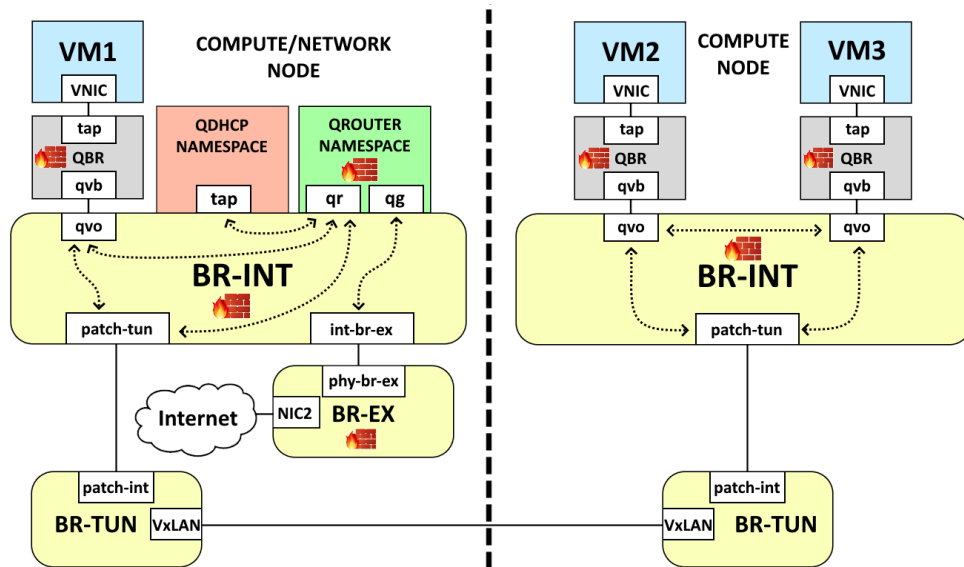 VM1
VNIC
tap
QBR
qvb
qvo
COMPUTE/NETWORK
NODE
QDHCP
NAMESPACE
tap
QROUTER
NAMESPACE
qr
qg
BR-INT
patch-tun
int-br-ex
phy-br-ex
NIC2
BR-EX
Internet
patch-int
BR-TUN
VxLAN
VM2
VNIC
tap
QBR
qvb
qvo
COMPUTE
NODE
VM3
VNIC
tap
QBR
qvb
qvo
BR-INT
patch-tun
patch-int
VxLAN
BR-TUN